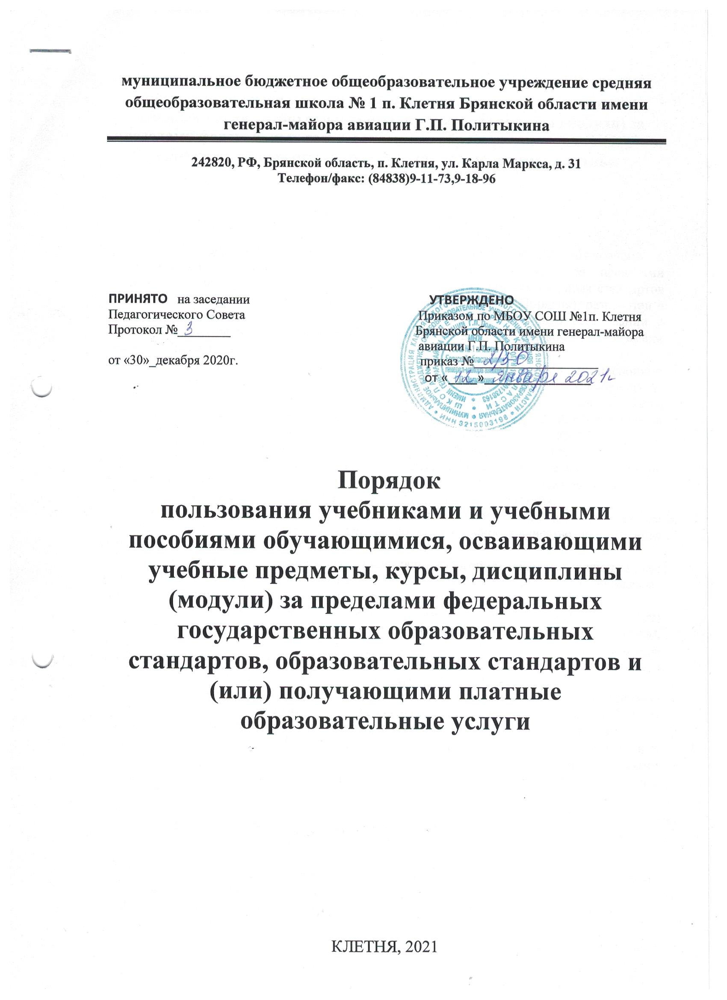 муниципальное бюджетное общеобразовательное учреждение средняя
общеобразовательная школа № 1 п. Клетня Брянской области имени
генерал-майора авиации Г.П. Политыкина
242820, РФ, Брянской область, п. Клетня, ул. Карла Маркса, д. 31
Телефон/факс: (84838)9-11-73,9-18-96
ПРИНЯТО на заседании
Педагогического Совета
Протокол № 3
от «30»_декабря 2020г.
УТВЕРЖДЕНО
Приказом по МБОУ СОШ №1п. Клетня
Брянской области имени генерал-майора
авиации Г.П. Политыкина
приказ № 2/3-О
от «12» января 2021г
ИНН 3215003198
Порядок
пользования учебниками и учебными
пособиями обучающимися, осваивающими
учебные предметы, курсы, дисциплины
(модули) за пределами федеральных
государственных образовательных
стандартов, образовательных стандартов и
(или) получающими платные
образовательные услуги
КЛЕТНЯ, 2021